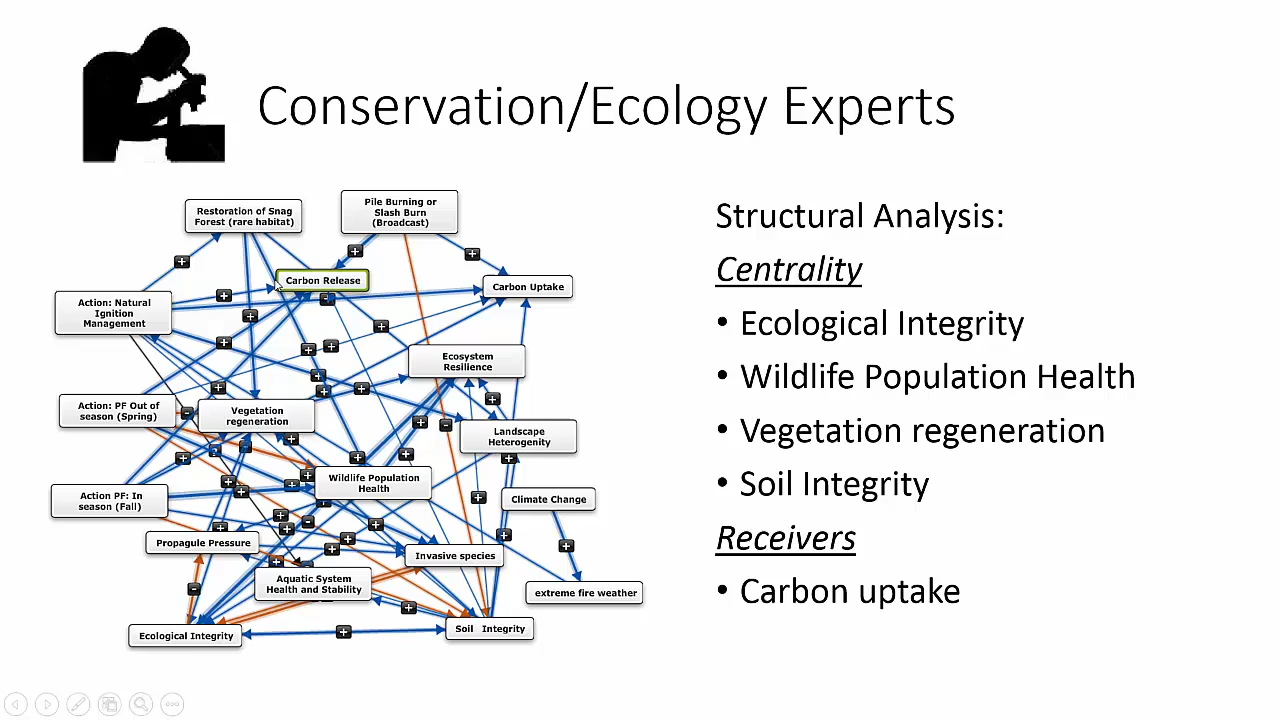 Conservation/Ecology Experts
Restoration of Snag
Forest (rare habitat)
Pile Burning or
Slash Burn
(Broadcast)
Carbon Release
Carbon Uptake
Action: Natural
Ignition
Management
Ecosystem
Resilience
Action: PF Out of
season (Spring)
Vegetation
regeneration
Landscape
Heterogenity
Wildlife Population
Health
Action PF: In
season (Fall)
Climate Change
Propagule Pressure
Invasive species
Aquatic System
Health and Stability
extreme fire weather
Ecological Integrity
Soil Integrity
Structural Analysis:
Centrality
• Ecological Integrity
• Wildlife Population Health
• Vegetation regeneration
• Soil Integrity
Receivers
• Carbon uptake